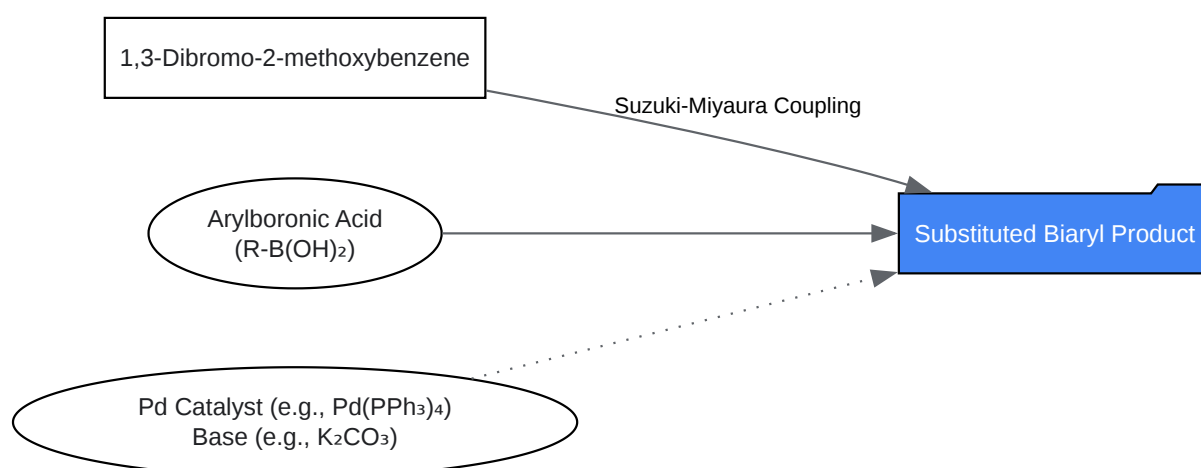 1,3-Dibromo-2-methoxybenzene
Suzuki-Miyaura Coupling
Arylboronic Acid
(R-B(OH)₂)
Substituted Biaryl Product
Pd Catalyst (e.g., Pd(PPh₃)₄)
Base (e.g., K₂CO₃)